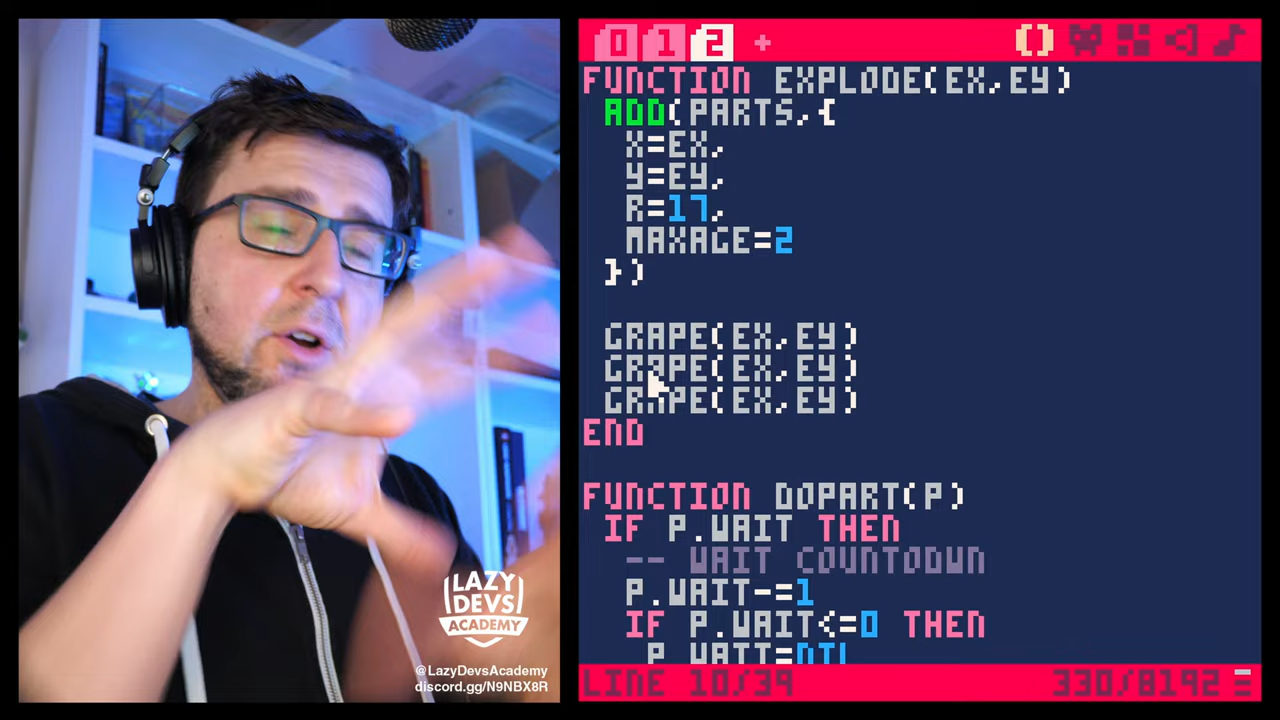 LAZY
DEVS
ACADEMY
@LazyDevsAcademy
discord.gg/N9NBX8R
0 1 2 +
FUNCTION EXPLODE(EX,EY)
ADD(PARTS,{
X=EX,
Y=EY,
R=17,
MAXAGE=2
})
GRAPE(EX,EY)
GRAPE(EX,EY)
GRAPE(EX,EY)
END
FUNCTION DOPART(P)
IF P.WAIT THEN
-- WAIT COUNTDOWN
P.WAIT-=1
IF P.WAIT<=0 THEN
P.WAIT=NIL
LINE 10/39
330/8192